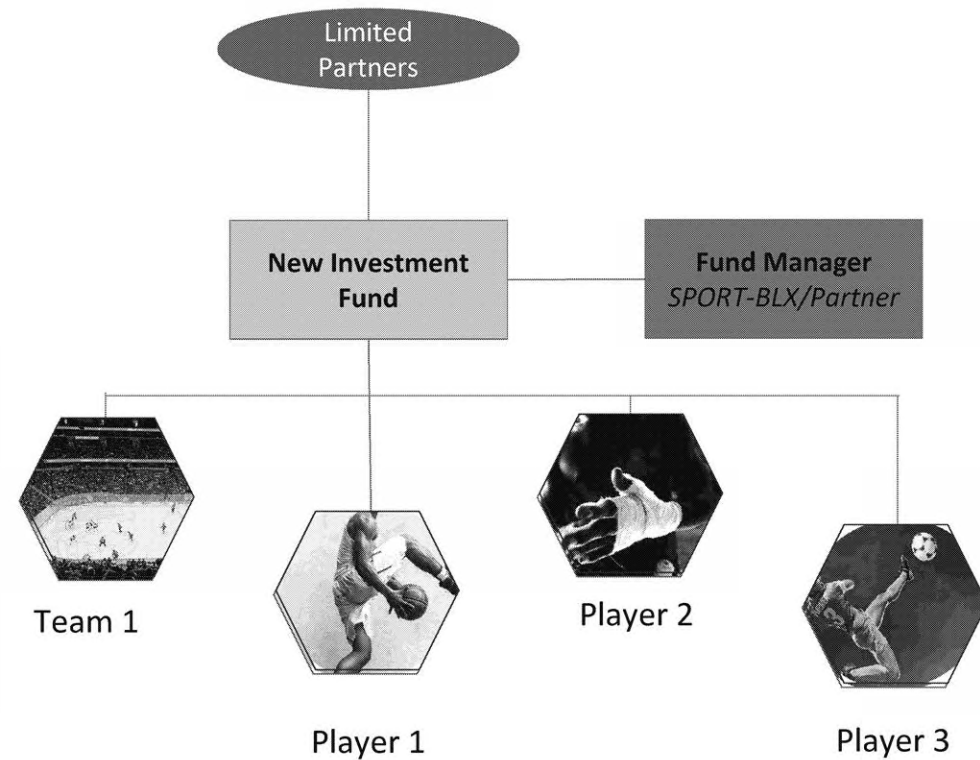 Limited
Partners
New Investment
Fund
Fund Manager
SPORT-BLX/Partner
Team 1
Player 2
Player 1
Player 3